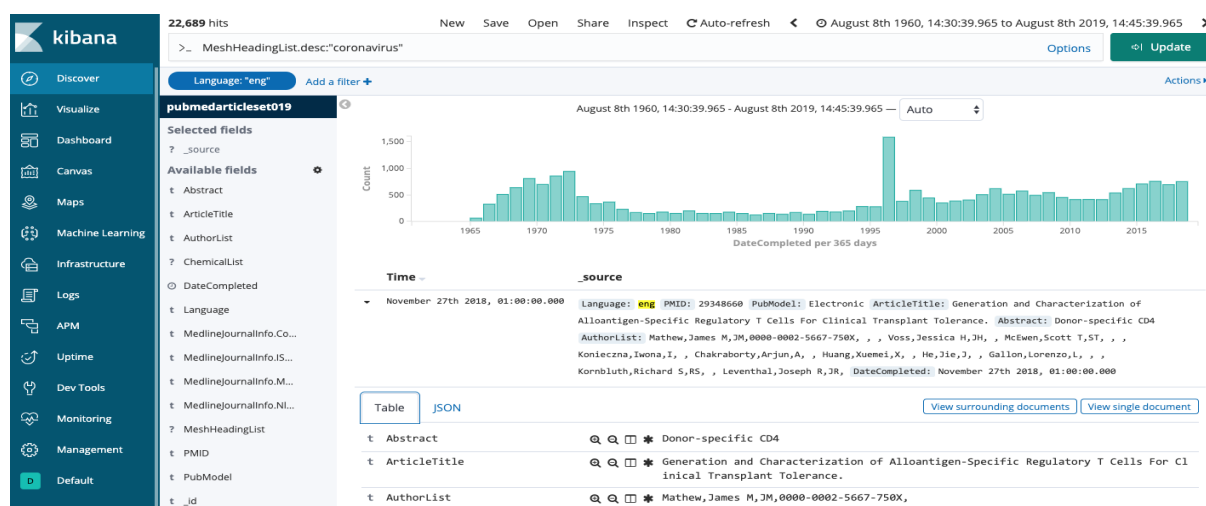 kibana
Discover
Visualize
Dashboard
Canvas
Maps
Machine Learning
Infrastructure
Logs
APM
Uptime
Dev Tools
Monitoring
Management
D Default
22,689 hits
New Save Open Share Inspect Auto-refresh August 8th 1960, 14:30:39.965 to August 8th 2019, 14:45:39.965
>_ MeshHeadingList.desc:"coronavirus" Options Update
Language: "eng" Add a filter + Actions
pubmedarticleset019
Selected fields
? _source
Available fields
t Abstract
t ArticleTitle
t AuthorList
? ChemicalList
DateCompleted
t Language
t MedlineJournalInfo.Co...
t MedlineJournalInfo.IS...
t MedlineJournalInfo.M...
t MedlineJournalInfo.NI...
? MeshHeadingList
t PMID
t PubModel
t _id
August 8th 1960, 14:30:39.965 - August 8th 2019, 14:45:39.965 — Auto
Count
1,500
1,000
500
0
1965 1970 1975 1980 1985 1990 1995 2000 2005 2010 2015
DateCompleted per 365 days
Time _source
November 27th 2018, 01:00:00.000 Language: eng PMID: 29348660 PubModel: Electronic ArticleTitle: Generation and Characterization of
Alloantigen-Specific Regulatory T Cells For Clinical Transplant Tolerance. Abstract: Donor-specific CD4
AuthorList: Mathew,James M,JM,0000-0002-5667-750X, , , Voss,Jessica H,JH, , McEwen,Scott T,ST, , ,
Konieczna,Iwona,I, , Chakraborty,Arjun,A, , Huang,Xuemei,X, , He,Jie,J, , Gallon,Lorenzo,L, , ,
Kornbluth,Richard S,RS, , Leventhal,Joseph R,JR, DateCompleted: November 27th 2018, 01:00:00.000
Table JSON View surrounding documents View single document
t Abstract Donor-specific CD4
t ArticleTitle Generation and Characterization of Alloantigen-Specific Regulatory T Cells For Cl
inical Transplant Tolerance.
t AuthorList Mathew,James M,JM,0000-0002-5667-750X,